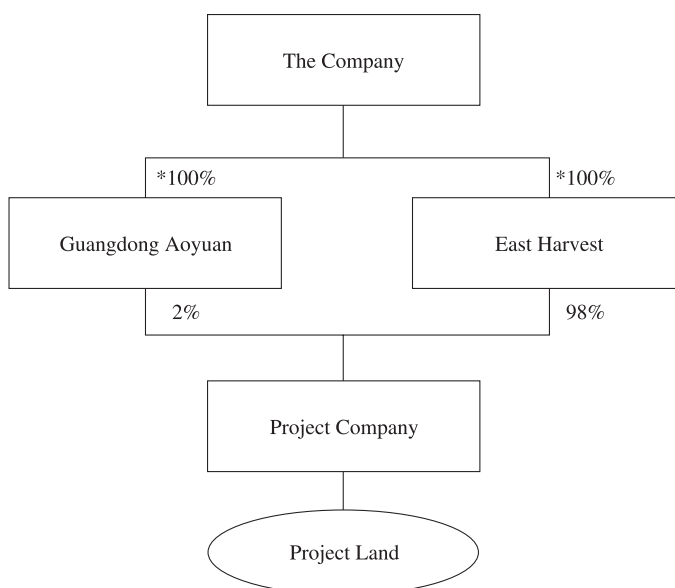 The Company
*100%
*100%
Guangdong Aoyuan
East Harvest
2%
98%
Project Company
Project Land